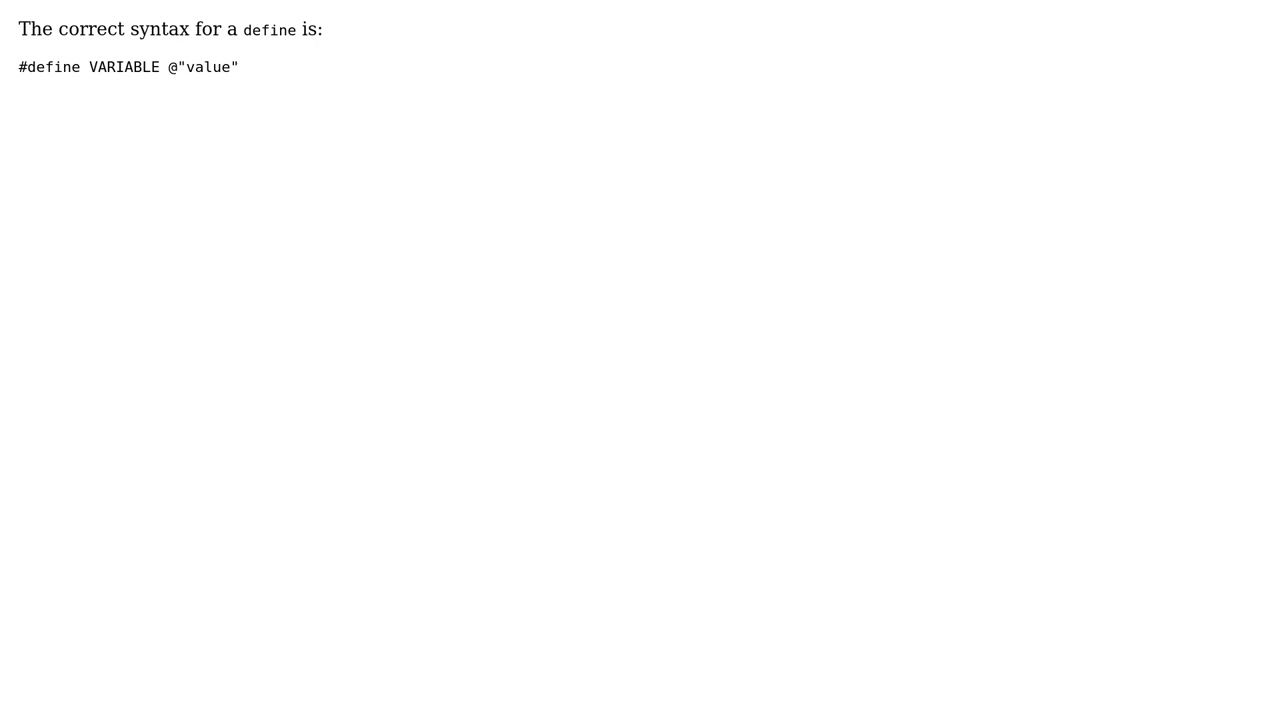 The correct syntax for a define is:
#define VARIABLE @"value"